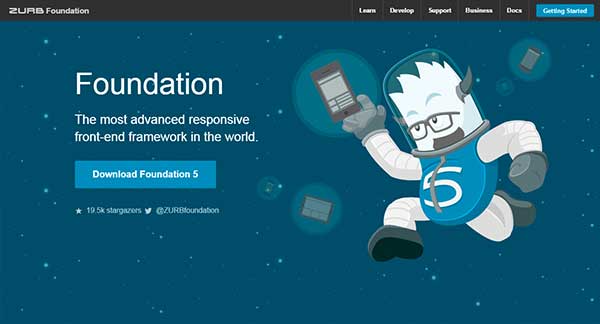 ZURB Foundation
Learn Develop Support Business Docs Getting Started
Foundation
The most advanced responsive
front-end framework in the world.
Download Foundation 5
19.5k stargazers @ZURBfoundation
5